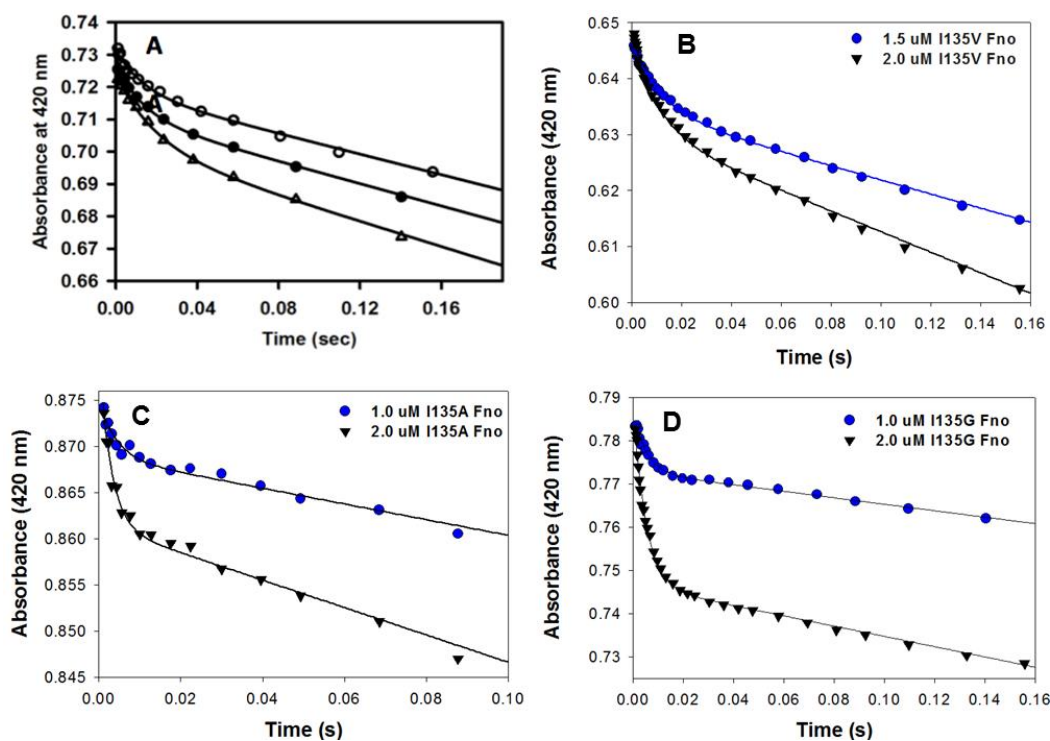 A
0.74
0.73
0.72
0.71
0.70
0.69
0.68
0.67
0.66
Absorbance at 420 nm
A
0.00 0.04 0.08 0.12 0.16
Time (sec)
B
1.5 uM I135V Fno
2.0 uM I135V Fno
0.65
0.64
0.63
0.62
0.61
0.60
Absorbance (420 nm)
0.00 0.02 0.04 0.06 0.08 0.10 0.12 0.14 0.16
Time (s)
C
1.0 uM I135A Fno
2.0 uM I135A Fno
0.875
0.870
0.865
0.860
0.855
0.850
0.845
Absorbance (420 nm)
0.00 0.02 0.04 0.06 0.08 0.10
Time (s)
D
1.0 uM I135G Fno
2.0 uM I135G Fno
0.79
0.78
0.77
0.76
0.75
0.74
0.73
Absorbance (420 nm)
0.00 0.02 0.04 0.06 0.08 0.10 0.12 0.14 0.16
Time (s)